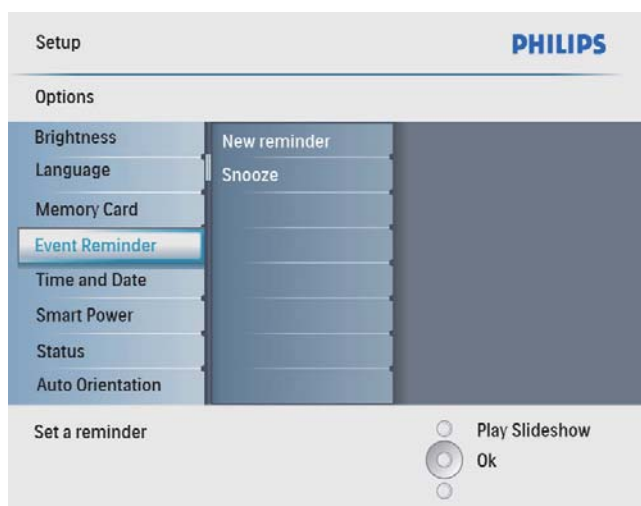 Setup
PHILIPS
Options
Brightness
Language
Memory Card
Event Reminder
Time and Date
Smart Power
Status
Auto Orientation
New reminder
Snooze
Set a reminder
Play Slideshow
Ok